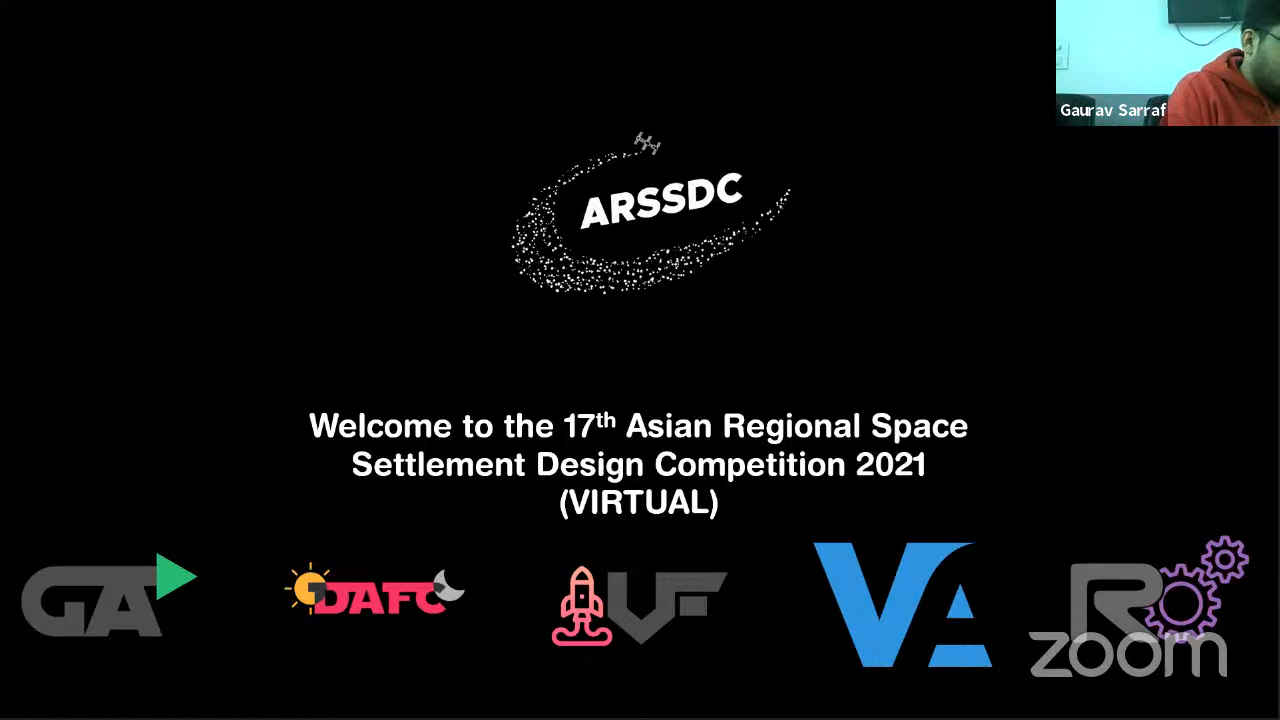 Gaurav Sarraf
ARSSDC
Welcome to the 17th Asian Regional Space
Settlement Design Competition 2021
(VIRTUAL)
GA
DAFC
VF
VA
R
zoom